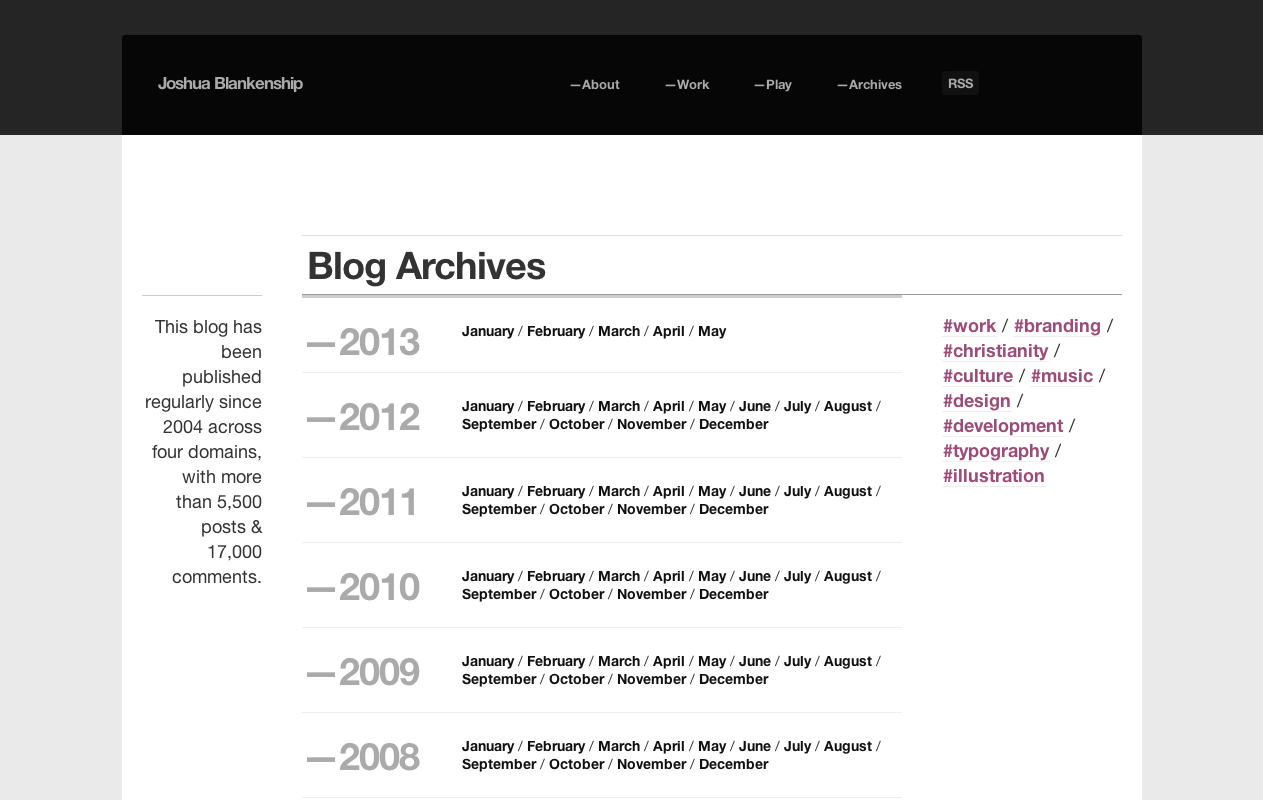 Joshua Blankenship
—About —Work —Play —Archives RSS
Blog Archives
This blog has
been
published
regularly since
2004 across
four domains,
with more
than 5,500
posts &
17,000
comments.
—2013
January / February / March / April / May
—2012
January / February / March / April / May / June / July / August /
September / October / November / December
—2011
January / February / March / April / May / June / July / August /
September / October / November / December
—2010
January / February / March / April / May / June / July / August /
September / October / November / December
—2009
January / February / March / April / May / June / July / August /
September / October / November / December
—2008
January / February / March / April / May / June / July / August /
September / October / November / December
#work / #branding /
#christianity /
#culture / #music /
#design /
#development /
#typography /
#illustration